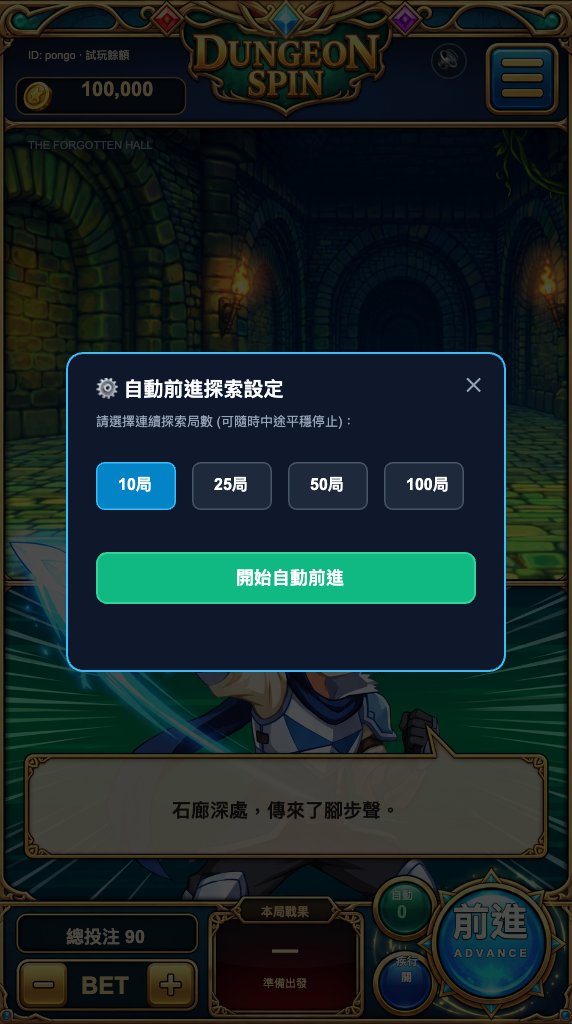 DUNGEON
SPIN
ID: pongo · 試玩餘額
100,000
THE FORGOTTEN HALL
自動前進探索設定
請選擇連續探索局數 (可隨時中途平穩停止)：
10局 25局 50局 100局
開始自動前進
石廊深處，傳來了腳步聲。
總投注 90
BET
本局戰果
—
準備出發
自動
0
疾行
關
前進
ADVANCE